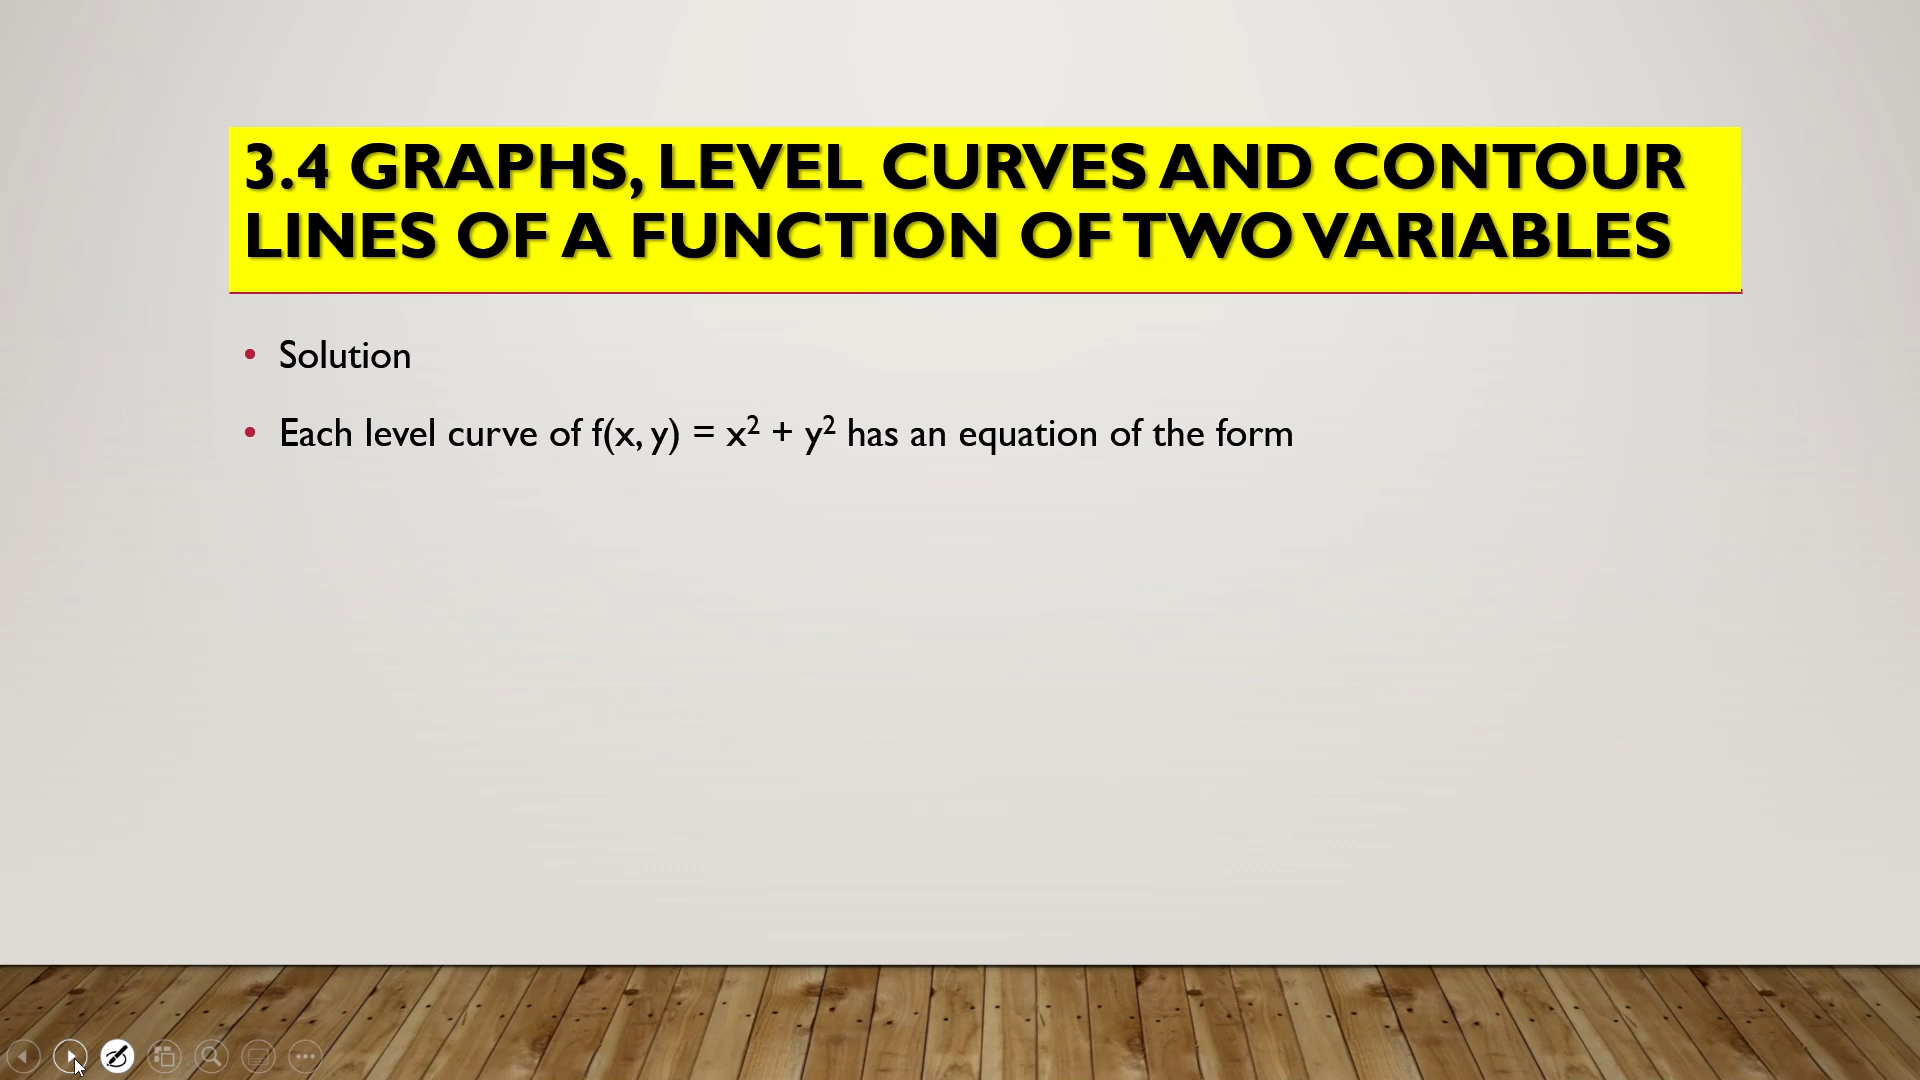 3.4 GRAPHS, LEVEL CURVES AND CONTOUR
LINES OF A FUNCTION OF TWO VARIABLES
• Solution
• Each level curve of f(x, y) = x² + y² has an equation of the form